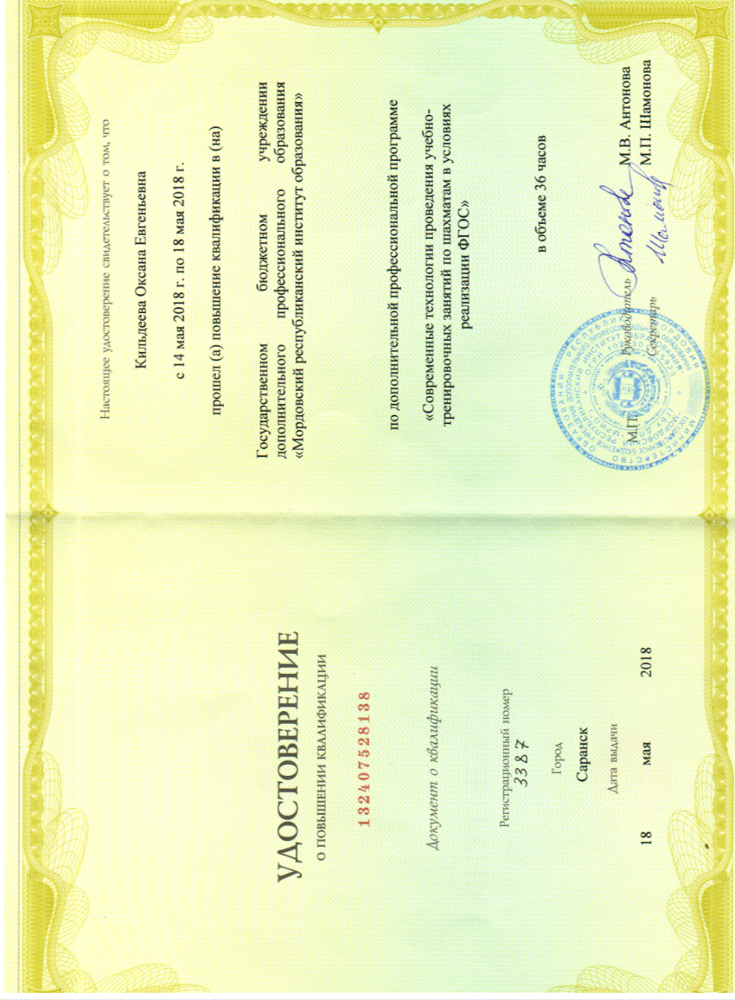 УДОСТОВЕРЕНИЕ
О ПОВЫШЕНИИ КВАЛИФИКАЦИИ
132407528138
Документ о квалификации
Регистрационный номер
3387
Город
Саранск
Дата выдачи
18 мая 2018
Настоящее удостоверение свидетельствует о том, что
Кильдеева Оксана Евгеньевна
с 14 мая 2018 г. по 18 мая 2018 г.
прошел (а) повышение квалификации в (на)
Государственном бюджетном учреждении
дополнительного профессионального образования
«Мордовский республиканский институт образования»
по дополнительной профессиональной программе
«Современные технологии проведения учебно-
тренировочных занятий по шахматам в условиях
реализации ФГОС»
в объеме 36 часов
М.П. Руководитель М.В. Антонова
Секретарь М.П. Шамонова